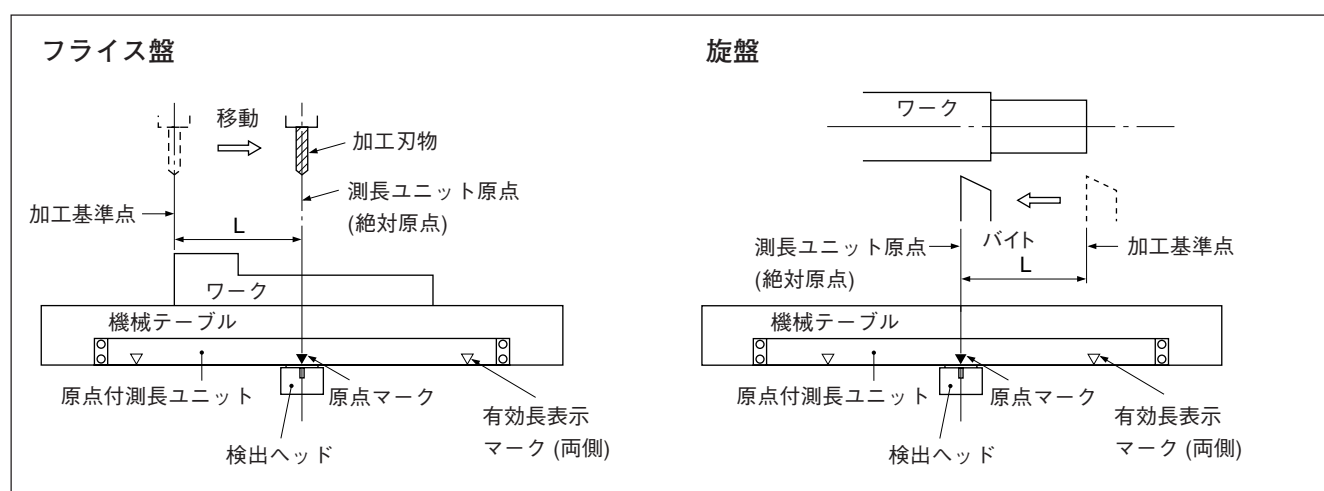 フライス盤
移動
加工刃物
測長ユニット原点
(絶対原点)
加工基準点
L
ワーク
機械テーブル
原点付測長ユニット
原点マーク
有効長表示
マーク (両側)
検出ヘッド
旋盤
ワーク
測長ユニット原点
(絶対原点)
バイト
加工基準点
L
機械テーブル
原点付測長ユニット
原点マーク
有効長表示
マーク (両側)
検出ヘッド